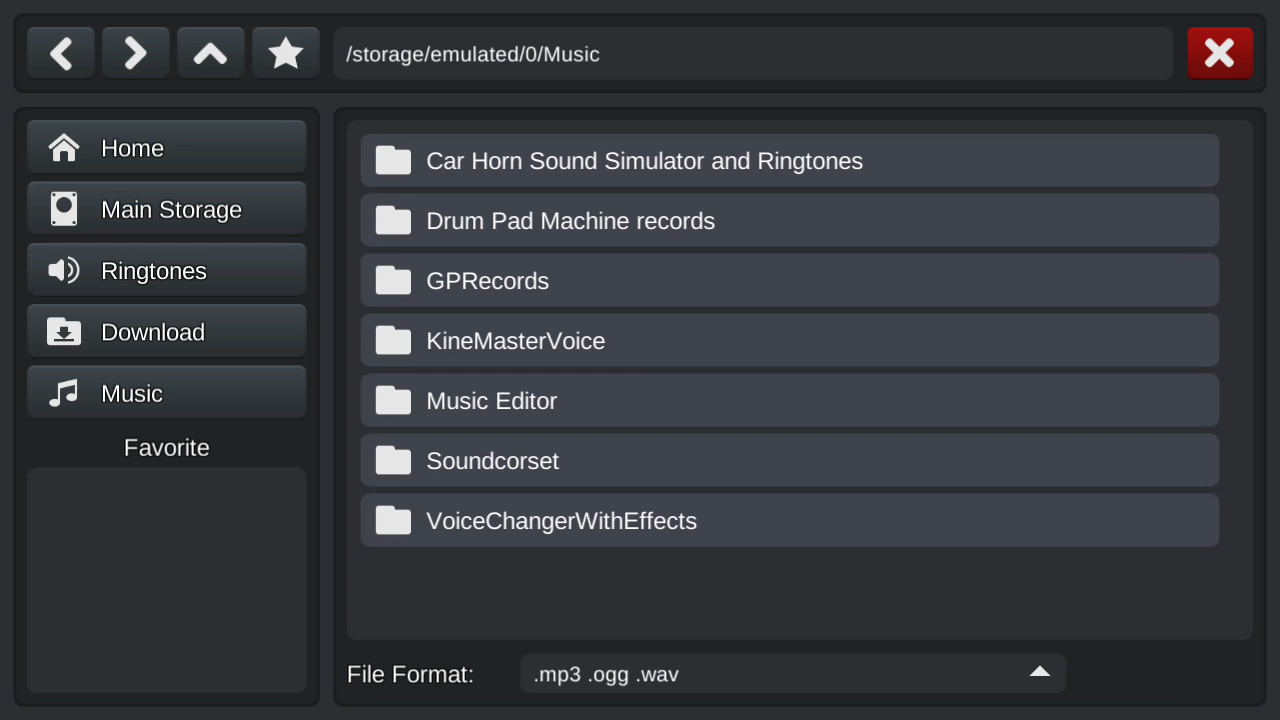 /storage/emulated/0/Music
Home
Main Storage
Ringtones
Download
Music
Favorite
Car Horn Sound Simulator and Ringtones
Drum Pad Machine records
GPRecords
KineMasterVoice
Music Editor
Soundcorset
VoiceChangerWithEffects
File Format: .mp3 .ogg .wav